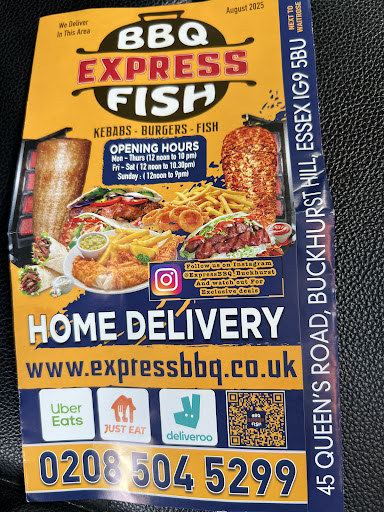 We Deliver
In This Area
August 2025
BBQ
EXPRESS
FISH
KEBABS - BURGERS - FISH
OPENING HOURS
Mon - Thurs (12 noon to 10 pm)
Fri - Sat ( 12 noon to 10.30pm)
Sunday : ( 12noon to 9pm)
Follow us on Instagram
@ExpressBBQ_Buckhurst
And watch out For
Exclusive deals
HOME DELIVERY
www.expressbbq.co.uk
Uber
Eats
JUST EAT
deliveroo
BBQ
FISH
0208 504 5299
45 QUEEN'S ROAD, BUCKHURST HILL, ESSEX IG9 5BU
NEXT TO
WAITROSE